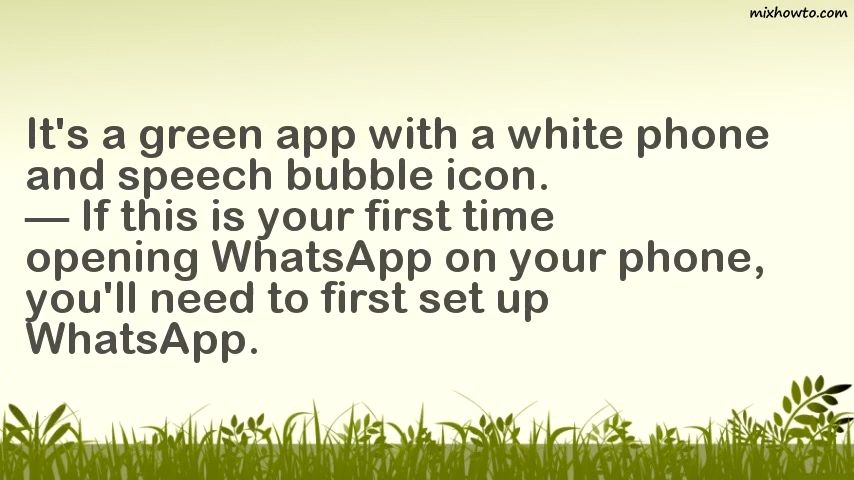 mixhowto.com
It's a green app with a white phone
and speech bubble icon.
— If this is your first time
opening WhatsApp on your phone,
you'll need to first set up
WhatsApp.